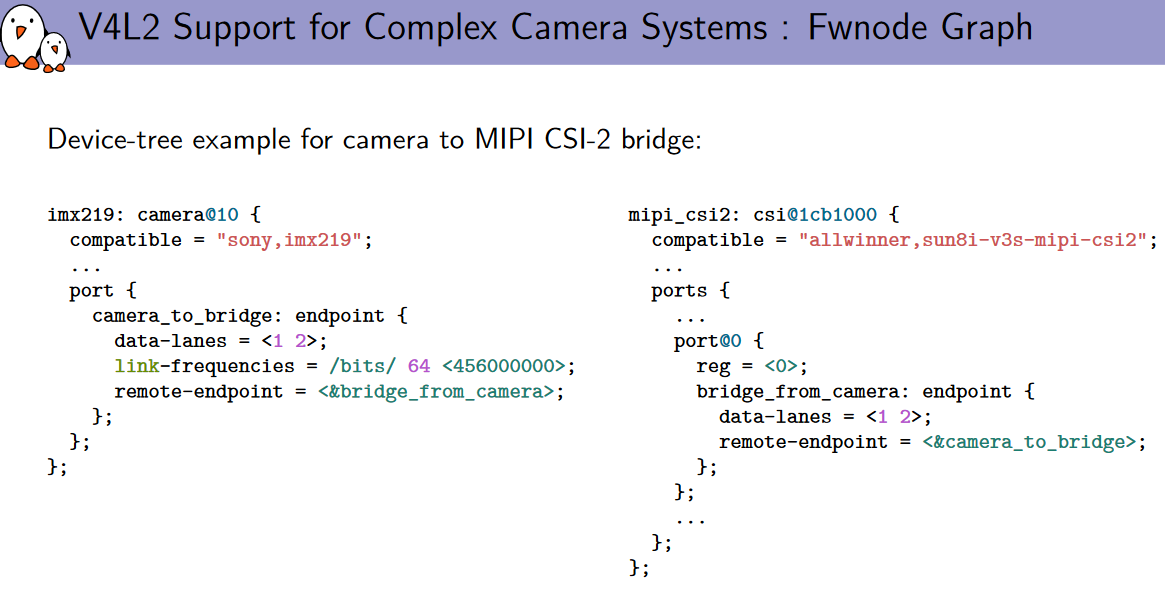 V4L2 Support for Complex Camera Systems : Fwnode Graph
Device-tree example for camera to MIPI CSI-2 bridge:
imx219: camera@10 {
  compatible = "sony,imx219";
  ...
  port {
    camera_to_bridge: endpoint {
      data-lanes = <1 2>;
      link-frequencies = /bits/ 64 <456000000>;
      remote-endpoint = <&bridge_from_camera>;
    };
  };
};
mipi_csi2: csi@1cb1000 {
  compatible = "allwinner,sun8i-v3s-mipi-csi2";
  ...
  ports {
    ...
    port@0 {
      reg = <0>;
      bridge_from_camera: endpoint {
        data-lanes = <1 2>;
        remote-endpoint = <&camera_to_bridge>;
      };
    };
    ...
  };
};